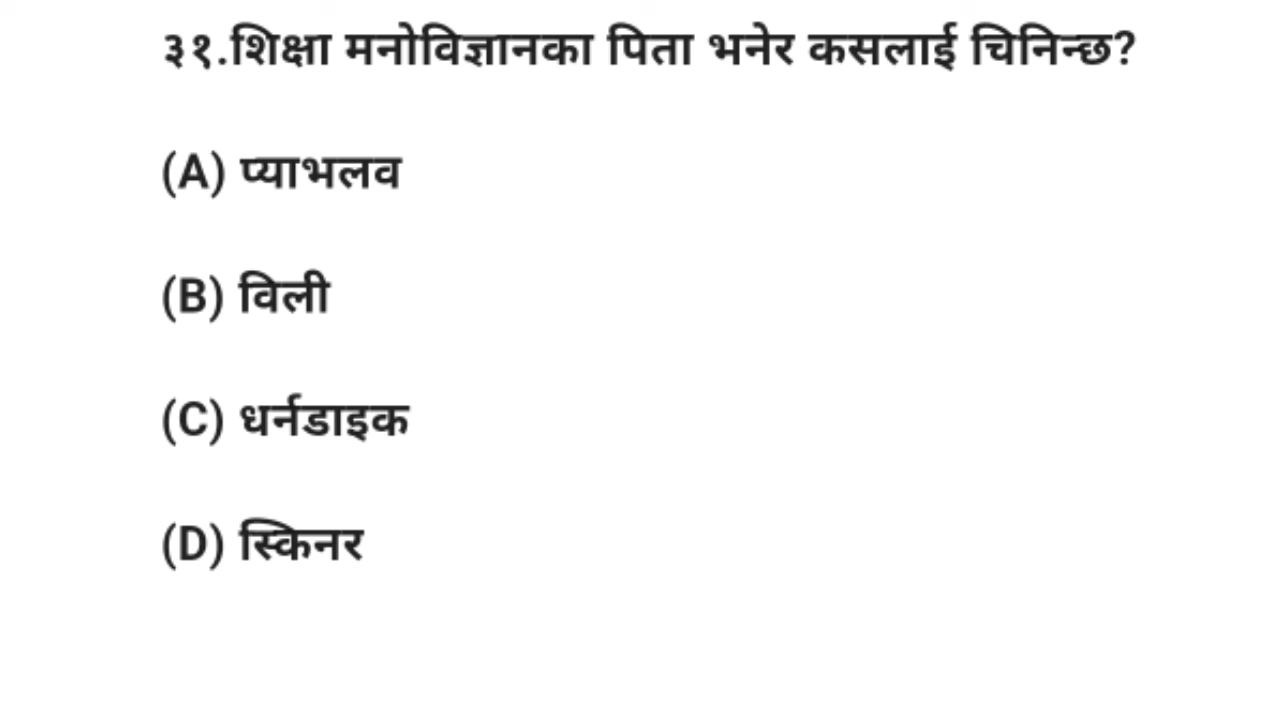 ३१.शिक्षा मनोविज्ञानका पिता भनेर कसलाई चिनिन्छ?
(A) प्याभलव
(B) विली
(C) धर्नडाइक
(D) स्किनर